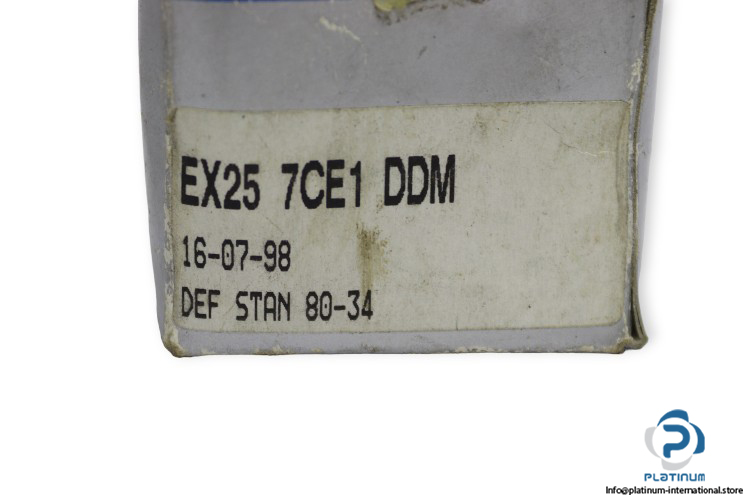 EX25 7CE1 DDM
16-07-98
DEF STAN 80-34
PLATINUM
Info@platinum-international.store